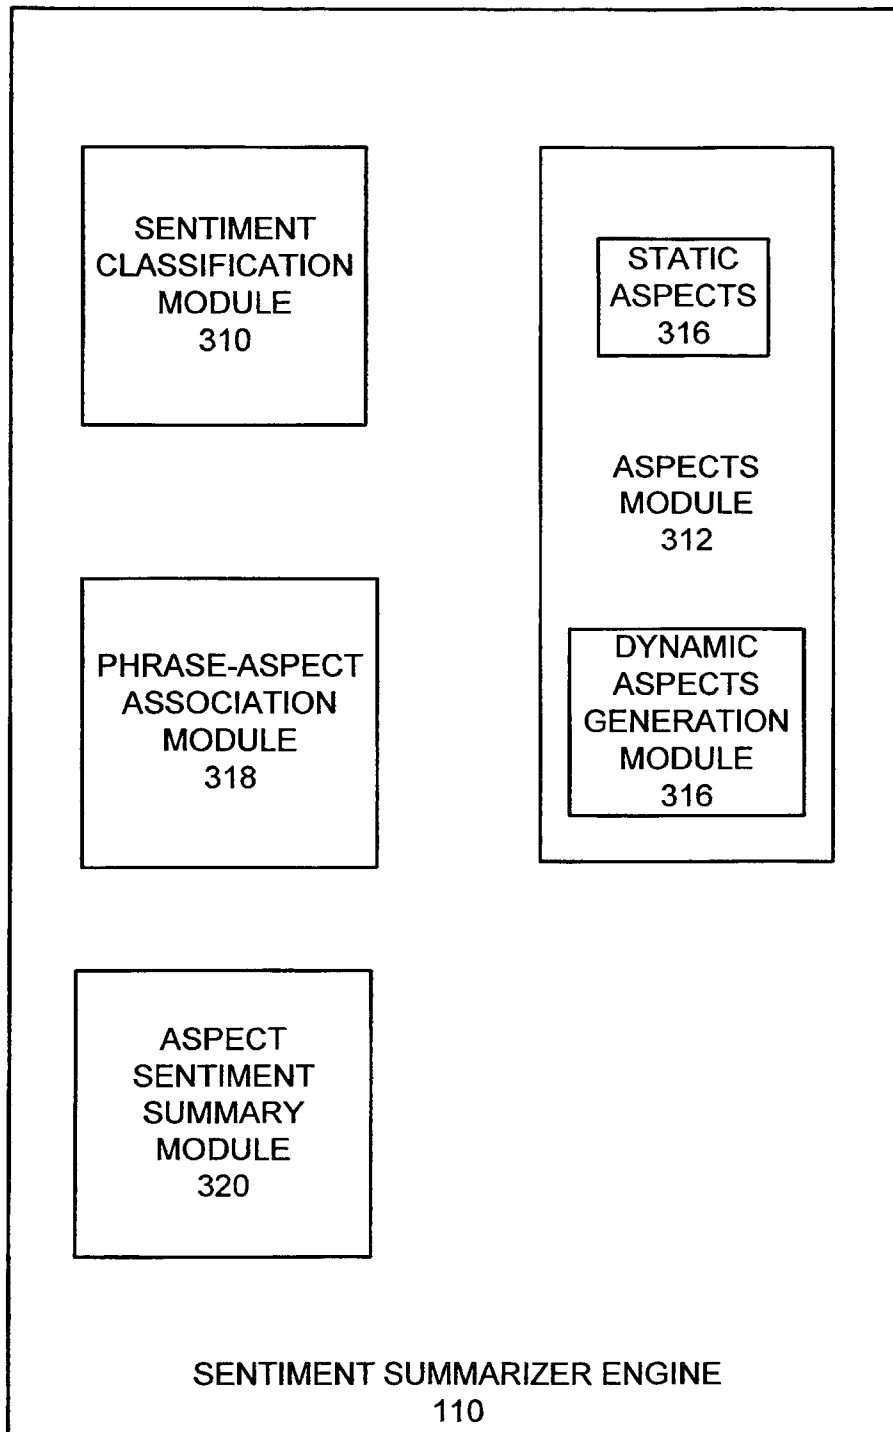 SENTIMENT
CLASSIFICATION
MODULE
310
STATIC
ASPECTS
316
ASPECTS
MODULE
312
DYNAMIC
ASPECTS
GENERATION
MODULE
316
PHRASE-ASPECT
ASSOCIATION
MODULE
318
ASPECT
SENTIMENT
SUMMARY
MODULE
320
SENTIMENT SUMMARIZER ENGINE
110